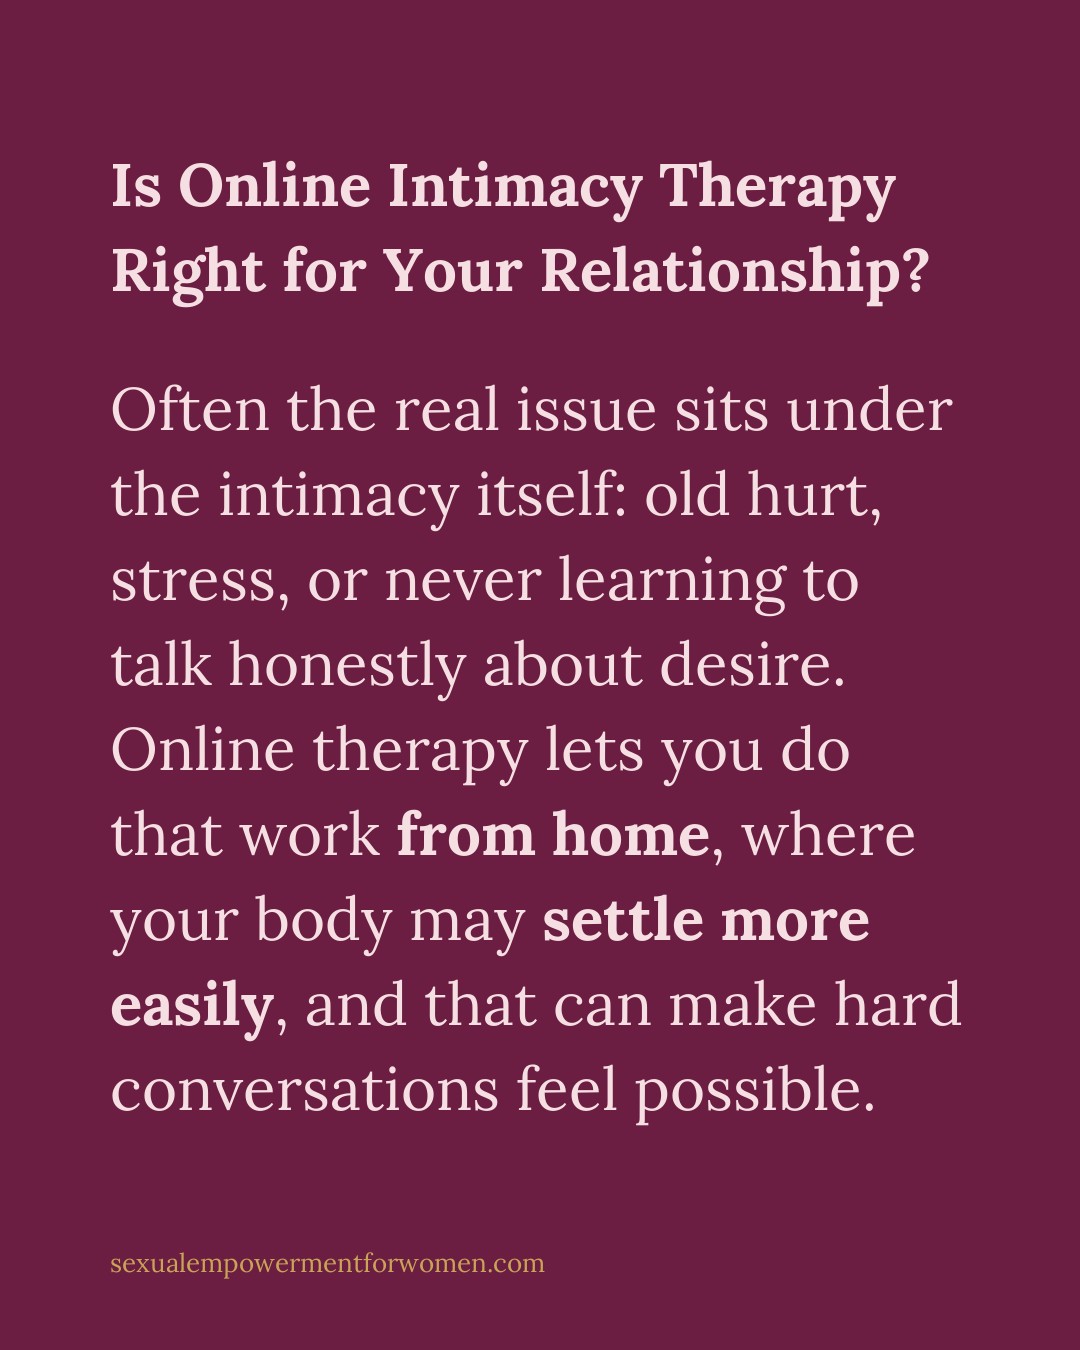 Is Online Intimacy Therapy
Right for Your Relationship?
Often the real issue sits under
the intimacy itself: old hurt,
stress, or never learning to
talk honestly about desire.
Online therapy lets you do
that work from home, where
your body may settle more
easily, and that can make hard
conversations feel possible.
sexualempowermentforwomen.com